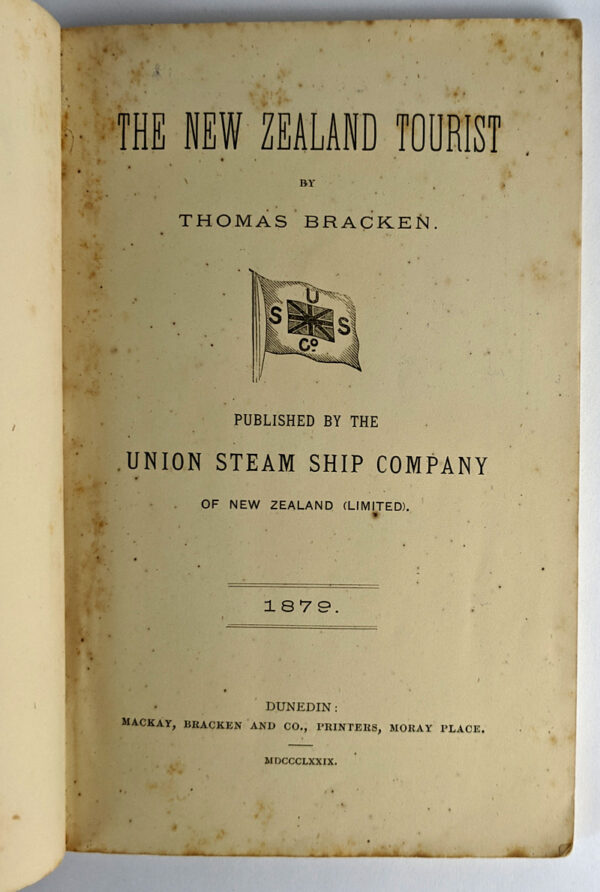 THE NEW ZEALAND TOURIST
BY
THOMAS BRACKEN.
U
S S
Co
PUBLISHED BY THE
UNION STEAM SHIP COMPANY
OF NEW ZEALAND (LIMITED).
1879.
DUNEDIN:
MACKAY, BRACKEN AND CO., PRINTERS, MORAY PLACE.
MDCCCLXXIX.